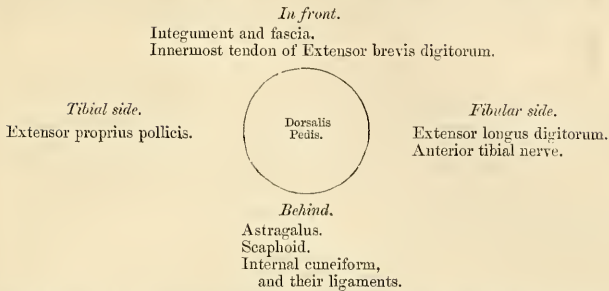 In front.
Integument and fascia.
Innermost tendon of Extensor brevis digitorum.
Tibial side.
Extensor proprius pollicis.
Dorsalis
Pedis.
Fibular side.
Extensor longus digitorum.
Anterior tibial nerve.
Behind.
Astragalus.
Scaphoid.
Internal cuneiform,
and their ligaments.